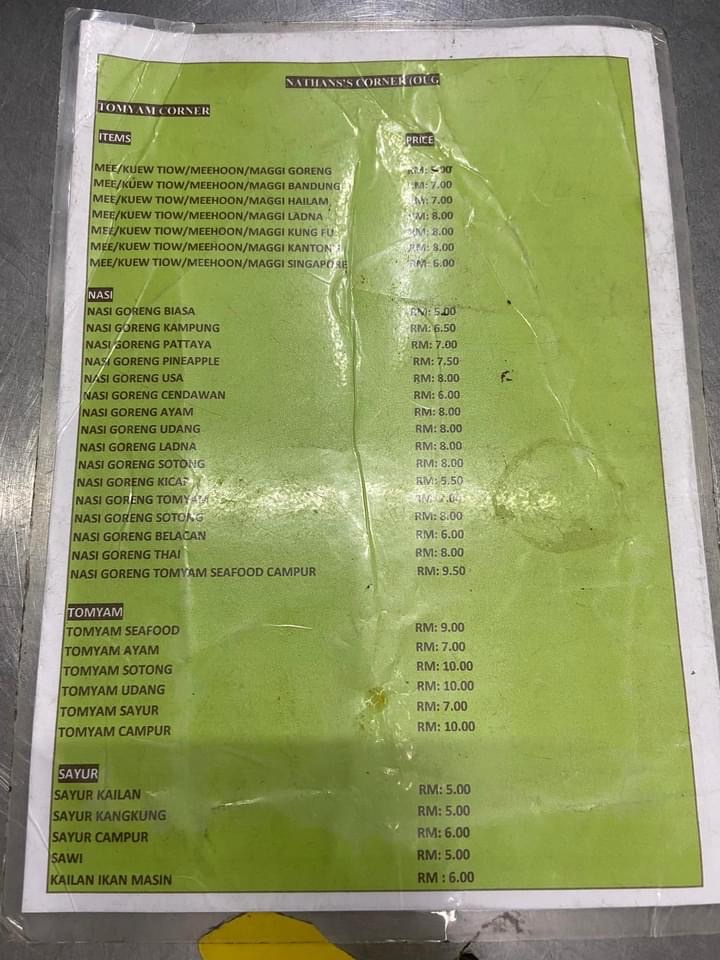 NATHANS'S CORNER (OUG
TOMYAM CORNER
ITEMS PRICE
MEE/KUEW TIOW/MEEHOON/MAGGI GORENG RM:
MEE/KUEW TIOW/MEEHOON/MAGGI BANDUNG RM: 7.00
MEE/KUEW TIOW/MEEHOON/MAGGI HAILAM RM: 7.00
MEE/KUEW TIOW/MEEHOON/MAGGI LADNA RM: 8.00
MEE/KUEW TIOW/MEEHOON/MAGGI KUNG FU RM: 8.00
MEE/KUEW TIOW/MEEHOON/MAGGI RM: 8.00
MEE/KUEW TIOW/MEEHOON/MAGGI SINGAPORE RM: 6.00
NASI
NASI GORENG BIASA RM: 5.00
NASI GORENG KAMPUNG RM: 6.50
NASI GORENG PATTAYA RM: 7.00
NASI GORENG PINEAPPLE RM: 7.50
NASI GORENG USA RM: 8.00
NASI GORENG CENDAWAN RM: 6.00
NASI GORENG AYAM RM: 8.00
NASI GORENG UDANG RM: 8.00
NASI GORENG LADNA RM: 8.00
NASI GORENG SOTONG RM: 8.00
NASI GORENG KICAP RM: 5.50
NASI GORENG TOMYAM RM: 7.00
NASI GORENG SOTONG RM: 8.00
NASI GORENG BELACAN RM: 6.00
NASI GORENG THAI RM: 8.00
NASI GORENG TOMYAM SEAFOOD CAMPUR RM: 9.50
TOMYAM
TOMYAM SEAFOOD RM: 9.00
TOMYAM AYAM RM: 7.00
TOMYAM SOTONG RM: 10.00
TOMYAM UDANG RM: 10.00
TOMYAM SAYUR RM: 7.00
TOMYAM CAMPUR RM: 10.00
SAYUR
SAYUR KAILAN RM: 5.00
SAYUR KANGKUNG RM: 5.00
SAYUR CAMPUR RM: 6.00
SAWI RM: 5.00
KAILAN IKAN MASIN RM : 6.00